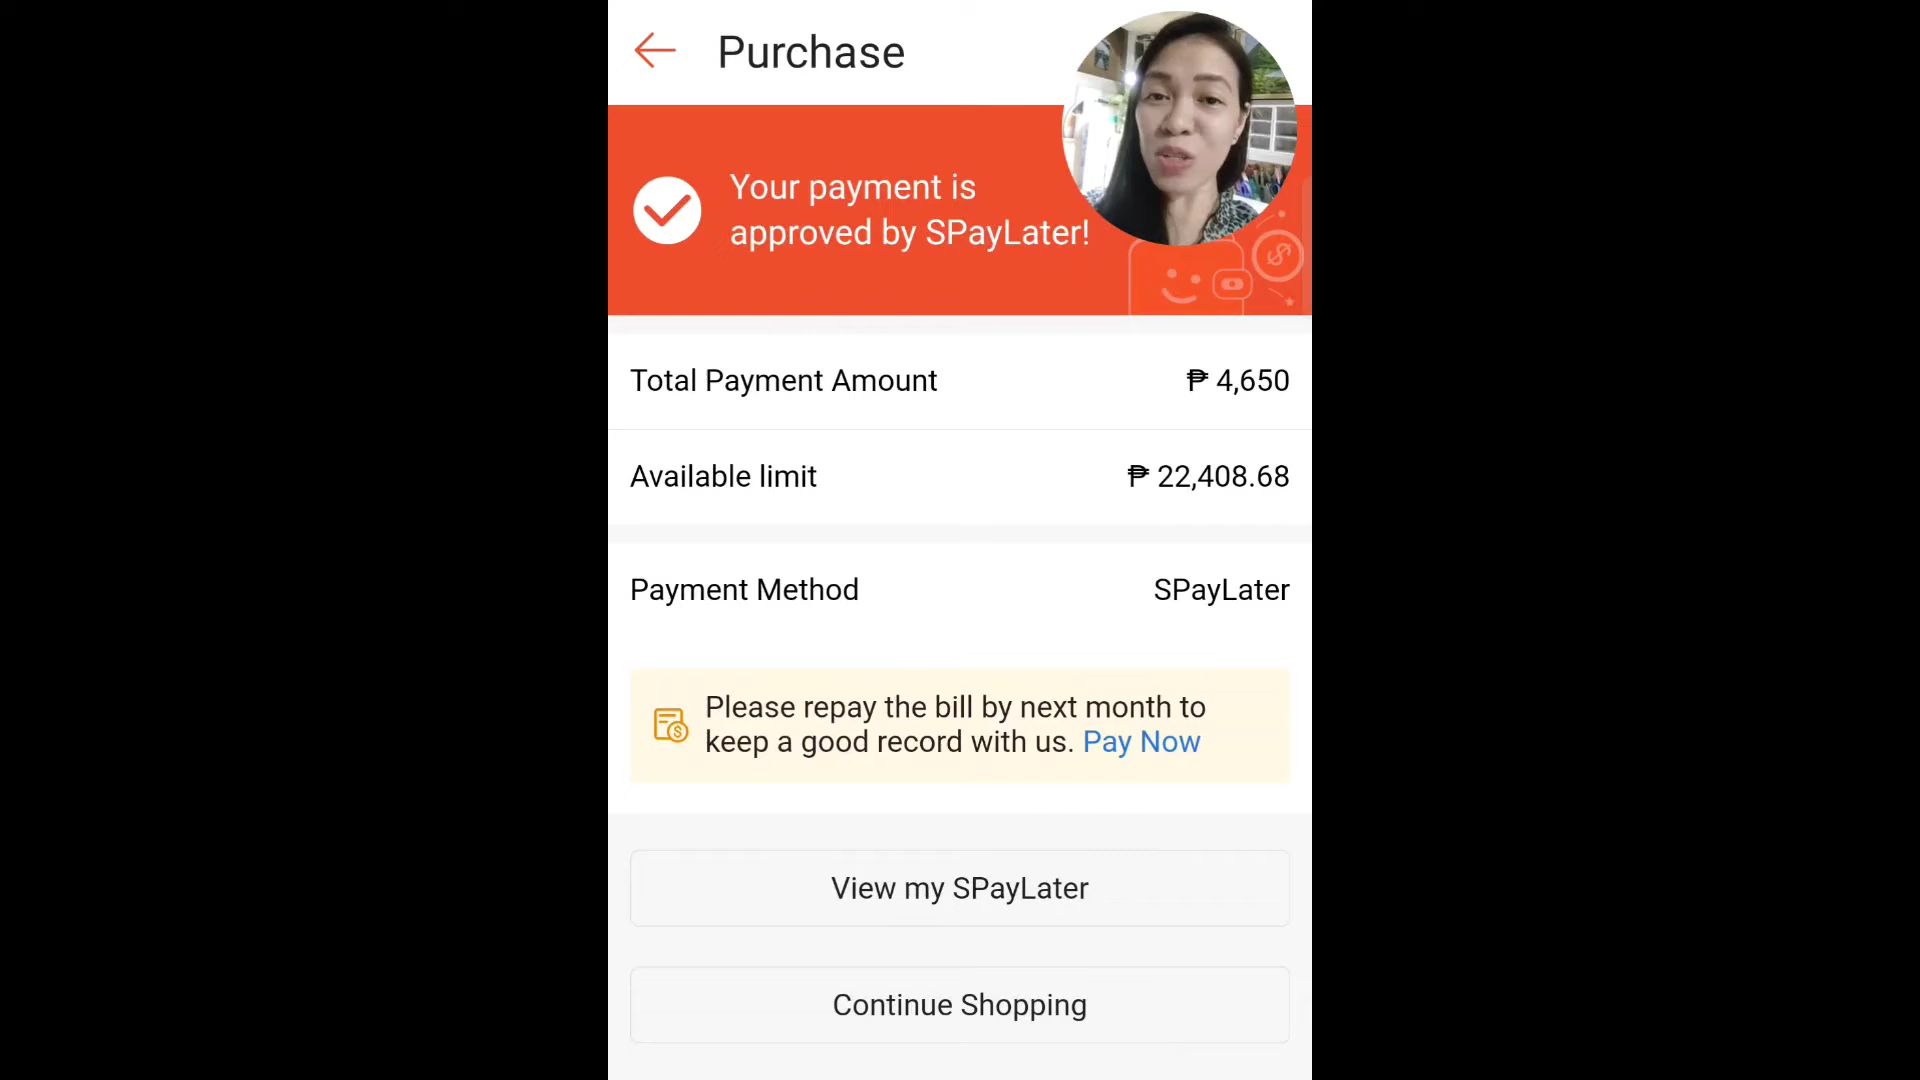 Purchase
Your payment is
approved by SPayLater!
Total Payment Amount ₱ 4,650
Available limit ₱ 22,408.68
Payment Method SPayLater
Please repay the bill by next month to
keep a good record with us. Pay Now
View my SPayLater
Continue Shopping